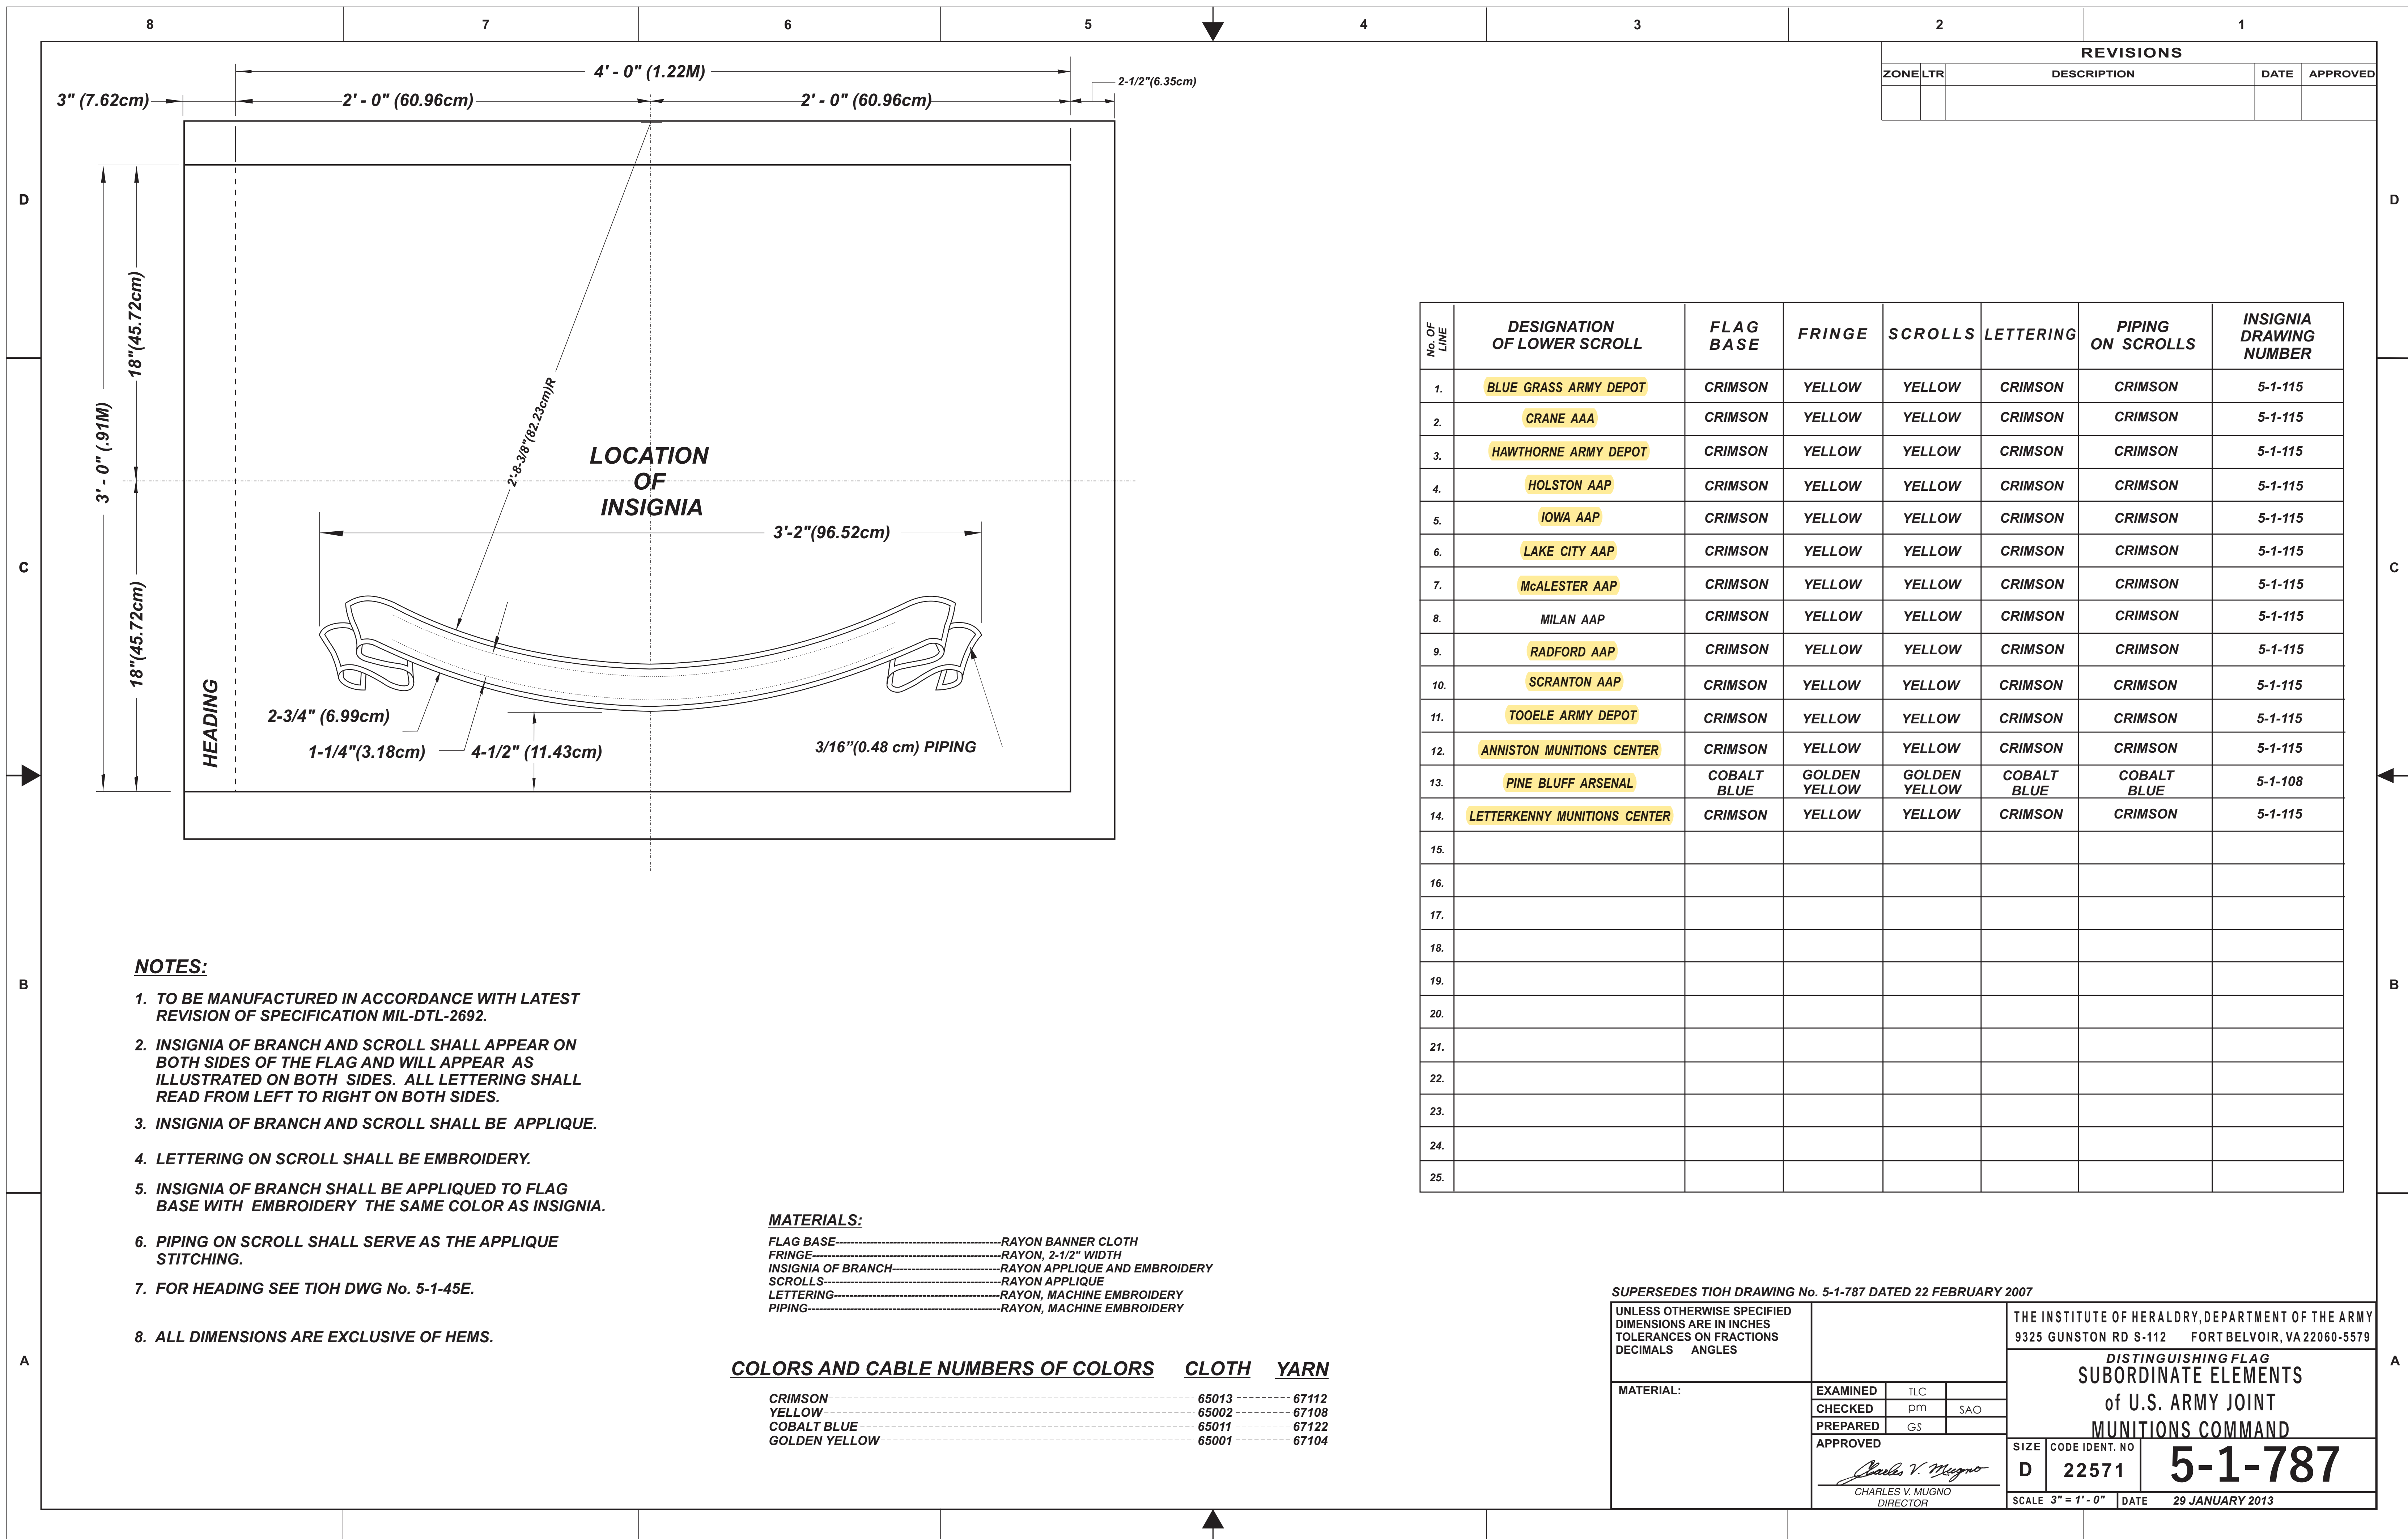 8 7 6 5 4 3 2 1
REVISIONS
ZONE LTR DESCRIPTION DATE APPROVED
4' - 0" (1.22M)
2-1/2"(6.35cm)
3" (7.62cm) 2' - 0" (60.96cm) 2' - 0" (60.96cm)
D D
18"(45.72cm)
3' - 0" (.91M)
2'-8-3/8"(82.23cm)R
LOCATION
OF
INSIGNIA
3'-2"(96.52cm)
C C
18"(45.72cm)
HEADING
2-3/4" (6.99cm)
1-1/4"(3.18cm) 4-1/2" (11.43cm)
3/16”(0.48 cm) PIPING
No. OF LINE DESIGNATION OF LOWER SCROLL FLAG BASE FRINGE SCROLLS LETTERING PIPING ON SCROLLS INSIGNIA DRAWING NUMBER
1. BLUE GRASS ARMY DEPOT CRIMSON YELLOW YELLOW CRIMSON CRIMSON 5-1-115
2. CRANE AAA CRIMSON YELLOW YELLOW CRIMSON CRIMSON 5-1-115
3. HAWTHORNE ARMY DEPOT CRIMSON YELLOW YELLOW CRIMSON CRIMSON 5-1-115
4. HOLSTON AAP CRIMSON YELLOW YELLOW CRIMSON CRIMSON 5-1-115
5. IOWA AAP CRIMSON YELLOW YELLOW CRIMSON CRIMSON 5-1-115
6. LAKE CITY AAP CRIMSON YELLOW YELLOW CRIMSON CRIMSON 5-1-115
7. McALESTER AAP CRIMSON YELLOW YELLOW CRIMSON CRIMSON 5-1-115
8. MILAN AAP CRIMSON YELLOW YELLOW CRIMSON CRIMSON 5-1-115
9. RADFORD AAP CRIMSON YELLOW YELLOW CRIMSON CRIMSON 5-1-115
10. SCRANTON AAP CRIMSON YELLOW YELLOW CRIMSON CRIMSON 5-1-115
11. TOOELE ARMY DEPOT CRIMSON YELLOW YELLOW CRIMSON CRIMSON 5-1-115
12. ANNISTON MUNITIONS CENTER CRIMSON YELLOW YELLOW CRIMSON CRIMSON 5-1-115
13. PINE BLUFF ARSENAL COBALT BLUE GOLDEN YELLOW GOLDEN YELLOW COBALT BLUE COBALT BLUE 5-1-108
14. LETTERKENNY MUNITIONS CENTER CRIMSON YELLOW YELLOW CRIMSON CRIMSON 5-1-115
15.
16.
17.
18.
19.
20.
21.
22.
23.
24.
25.
B B
NOTES:
1. TO BE MANUFACTURED IN ACCORDANCE WITH LATEST
REVISION OF SPECIFICATION MIL-DTL-2692.
2. INSIGNIA OF BRANCH AND SCROLL SHALL APPEAR ON
BOTH SIDES OF THE FLAG AND WILL APPEAR AS
ILLUSTRATED ON BOTH SIDES. ALL LETTERING SHALL
READ FROM LEFT TO RIGHT ON BOTH SIDES.
3. INSIGNIA OF BRANCH AND SCROLL SHALL BE APPLIQUE.
4. LETTERING ON SCROLL SHALL BE EMBROIDERY.
5. INSIGNIA OF BRANCH SHALL BE APPLIQUED TO FLAG
BASE WITH EMBROIDERY THE SAME COLOR AS INSIGNIA.
6. PIPING ON SCROLL SHALL SERVE AS THE APPLIQUE
STITCHING.
7. FOR HEADING SEE TIOH DWG No. 5-1-45E.
8. ALL DIMENSIONS ARE EXCLUSIVE OF HEMS.
A A
MATERIALS:
FLAG BASE-------------------RAYON BANNER CLOTH
FRINGE-------------------RAYON, 2-1/2" WIDTH
INSIGNIA OF BRANCH-------------------RAYON APPLIQUE AND EMBROIDERY
SCROLLS-------------------RAYON APPLIQUE
LETTERING-------------------RAYON, MACHINE EMBROIDERY
PIPING-------------------RAYON, MACHINE EMBROIDERY
COLORS AND CABLE NUMBERS OF COLORS CLOTH YARN
CRIMSON 65013 67112
YELLOW 65002 67108
COBALT BLUE 65011 67122
GOLDEN YELLOW 65001 67104
SUPERSEDES TIOH DRAWING No. 5-1-787 DATED 22 FEBRUARY 2007
UNLESS OTHERWISE SPECIFIED
DIMENSIONS ARE IN INCHES
TOLERANCES ON FRACTIONS
DECIMALS ANGLES
MATERIAL:
EXAMINED TLC
CHECKED pm SAO
PREPARED GS
APPROVED
Charles V. Mugno
CHARLES V. MUGNO
DIRECTOR
THE INSTITUTE OF HERALDRY, DEPARTMENT OF THE ARMY
9325 GUNSTON RD S-112 FORT BELVOIR, VA 22060-5579
DISTINGUISHING FLAG
SUBORDINATE ELEMENTS
of U.S. ARMY JOINT
MUNITIONS COMMAND
SIZE D CODE IDENT. NO 22571 5-1-787
SCALE 3" = 1' - 0" DATE 29 JANUARY 2013